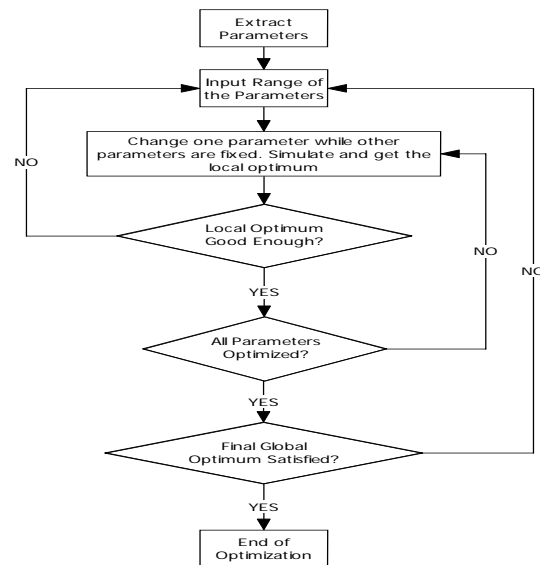 Extract
Parameters
Input Range of
the Parameters
Change one parameter while other
parameters are fixed. Simulate and get the
local optimum
NO
Local Optimum
Good Enough?
NO
NO
YES
All Parameters
Optimized?
YES
Final Global
Optimum Satisfied?
YES
End of
Optimization